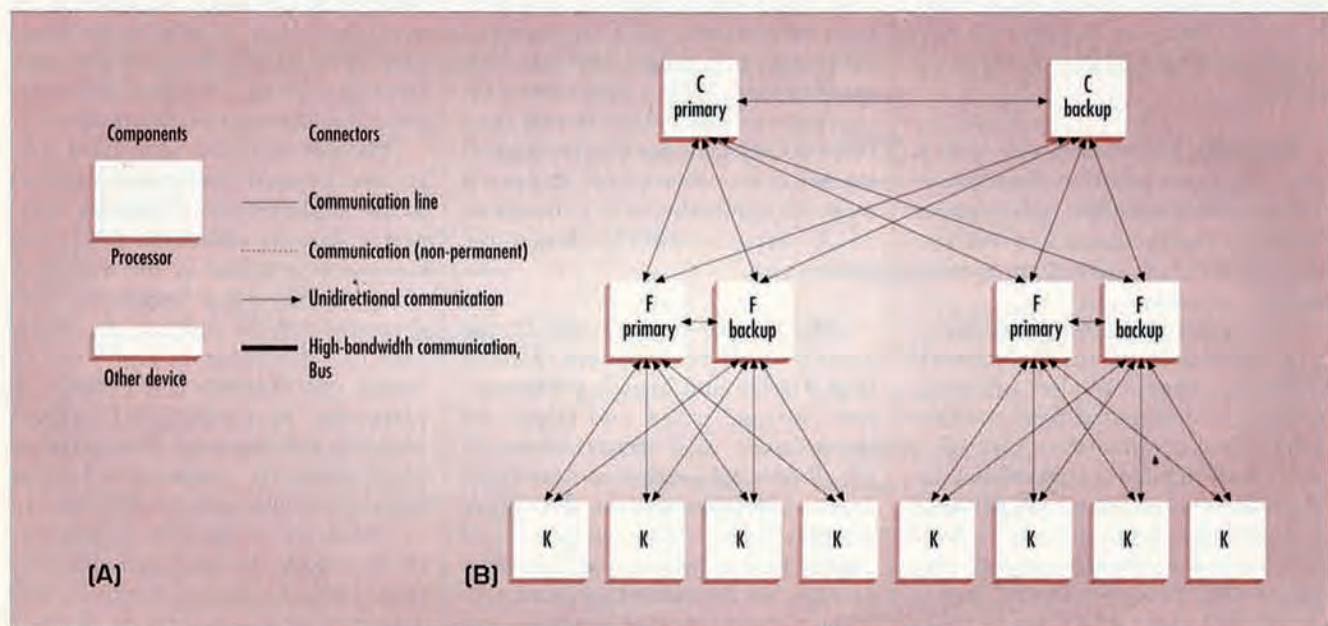 Components
Processor
Other device
Connectors
Communication line
Communication (non-permanent)
Unidirectional communication
High-bandwidth communication,
Bus
(A)
C
primary
C
backup
F
primary
F
backup
F
primary
F
backup
K
K
K
K
K
K
K
K
(B)